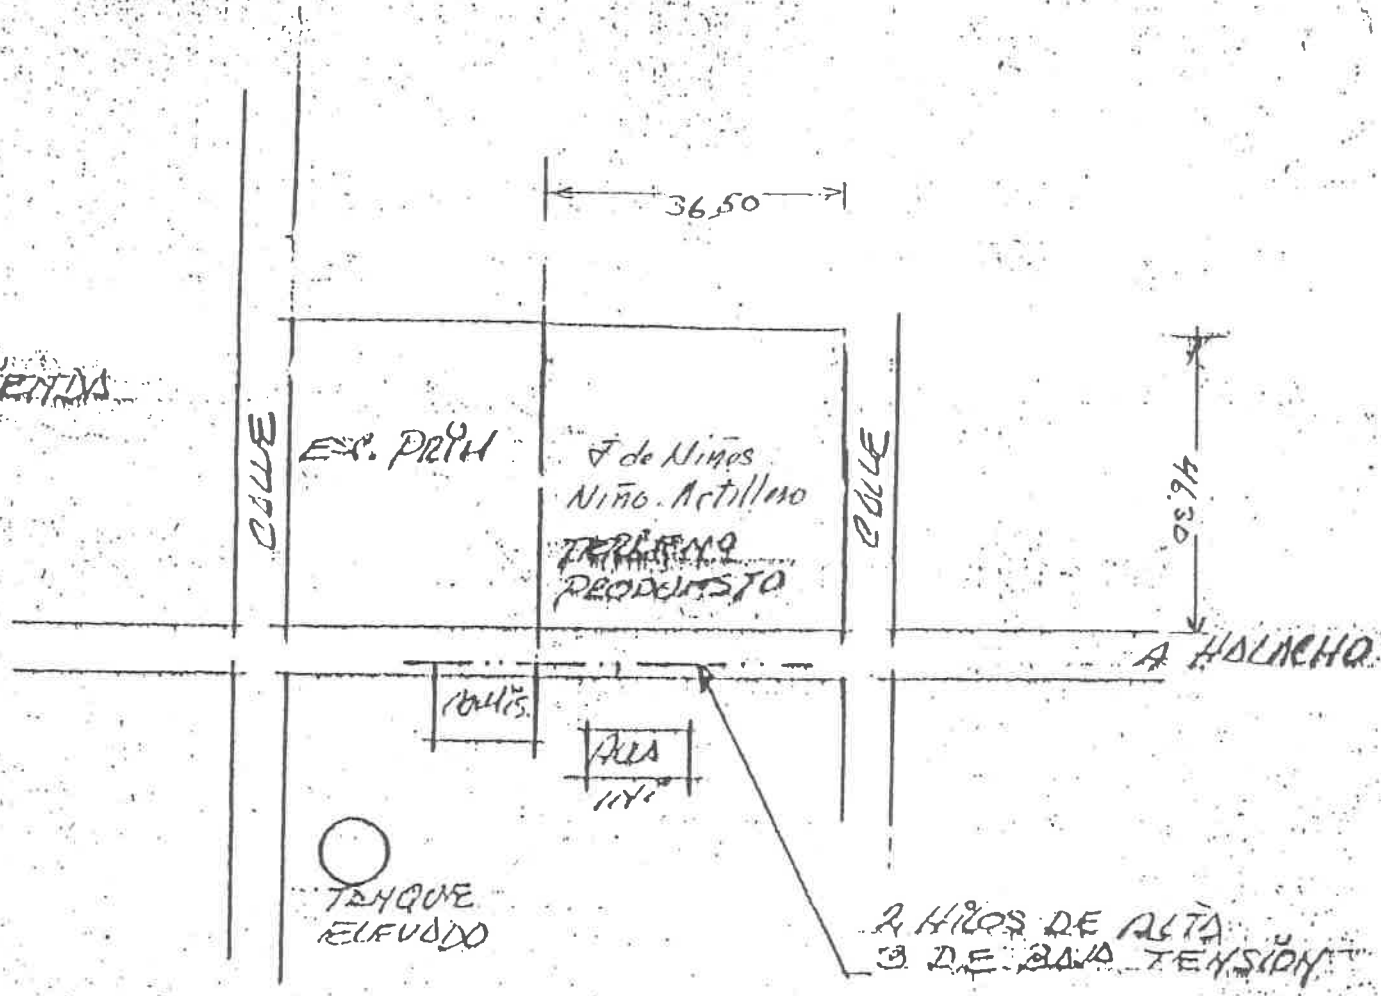 36,50
CALLE
ESC. PRIM
J de Niños
Niño Artillero
TERRENO
PROPUESTO
CALLE
46.30
A HALACHO
TANQUE
ELEVADO
2 HILOS DE ALTA
3 DE BAJA TENSIÓN